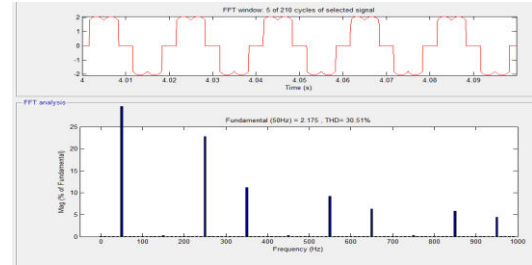 FFT window: 5 of 210 cycles of selected signal
2
1
0
-1
-2
4 4.01 4.02 4.03 4.04 4.05 4.06 4.07 4.08 4.09
Time (s)
FFT analysis
Fundamental (50Hz) = 2.175 , THD= 30.51%
Mag (% of Fundamental)
25
20
15
10
5
0
0 100 200 300 400 500 600 700 800 900 1000
Frequency (Hz)